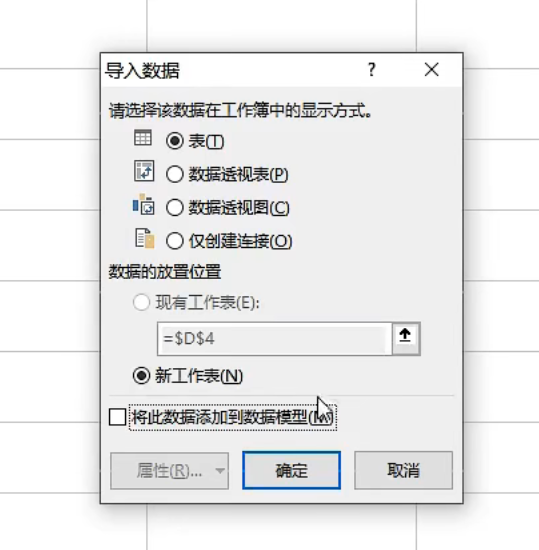 导入数据
?
请选择该数据在工作簿中的显示方式。
表(T)
数据透视表(P)
数据透视图(C)
仅创建连接(O)
数据的放置位置
现有工作表(E):
=$D$4
新工作表(N)
将此数据添加到数据模型(M)
属性(R)... 确定 取消